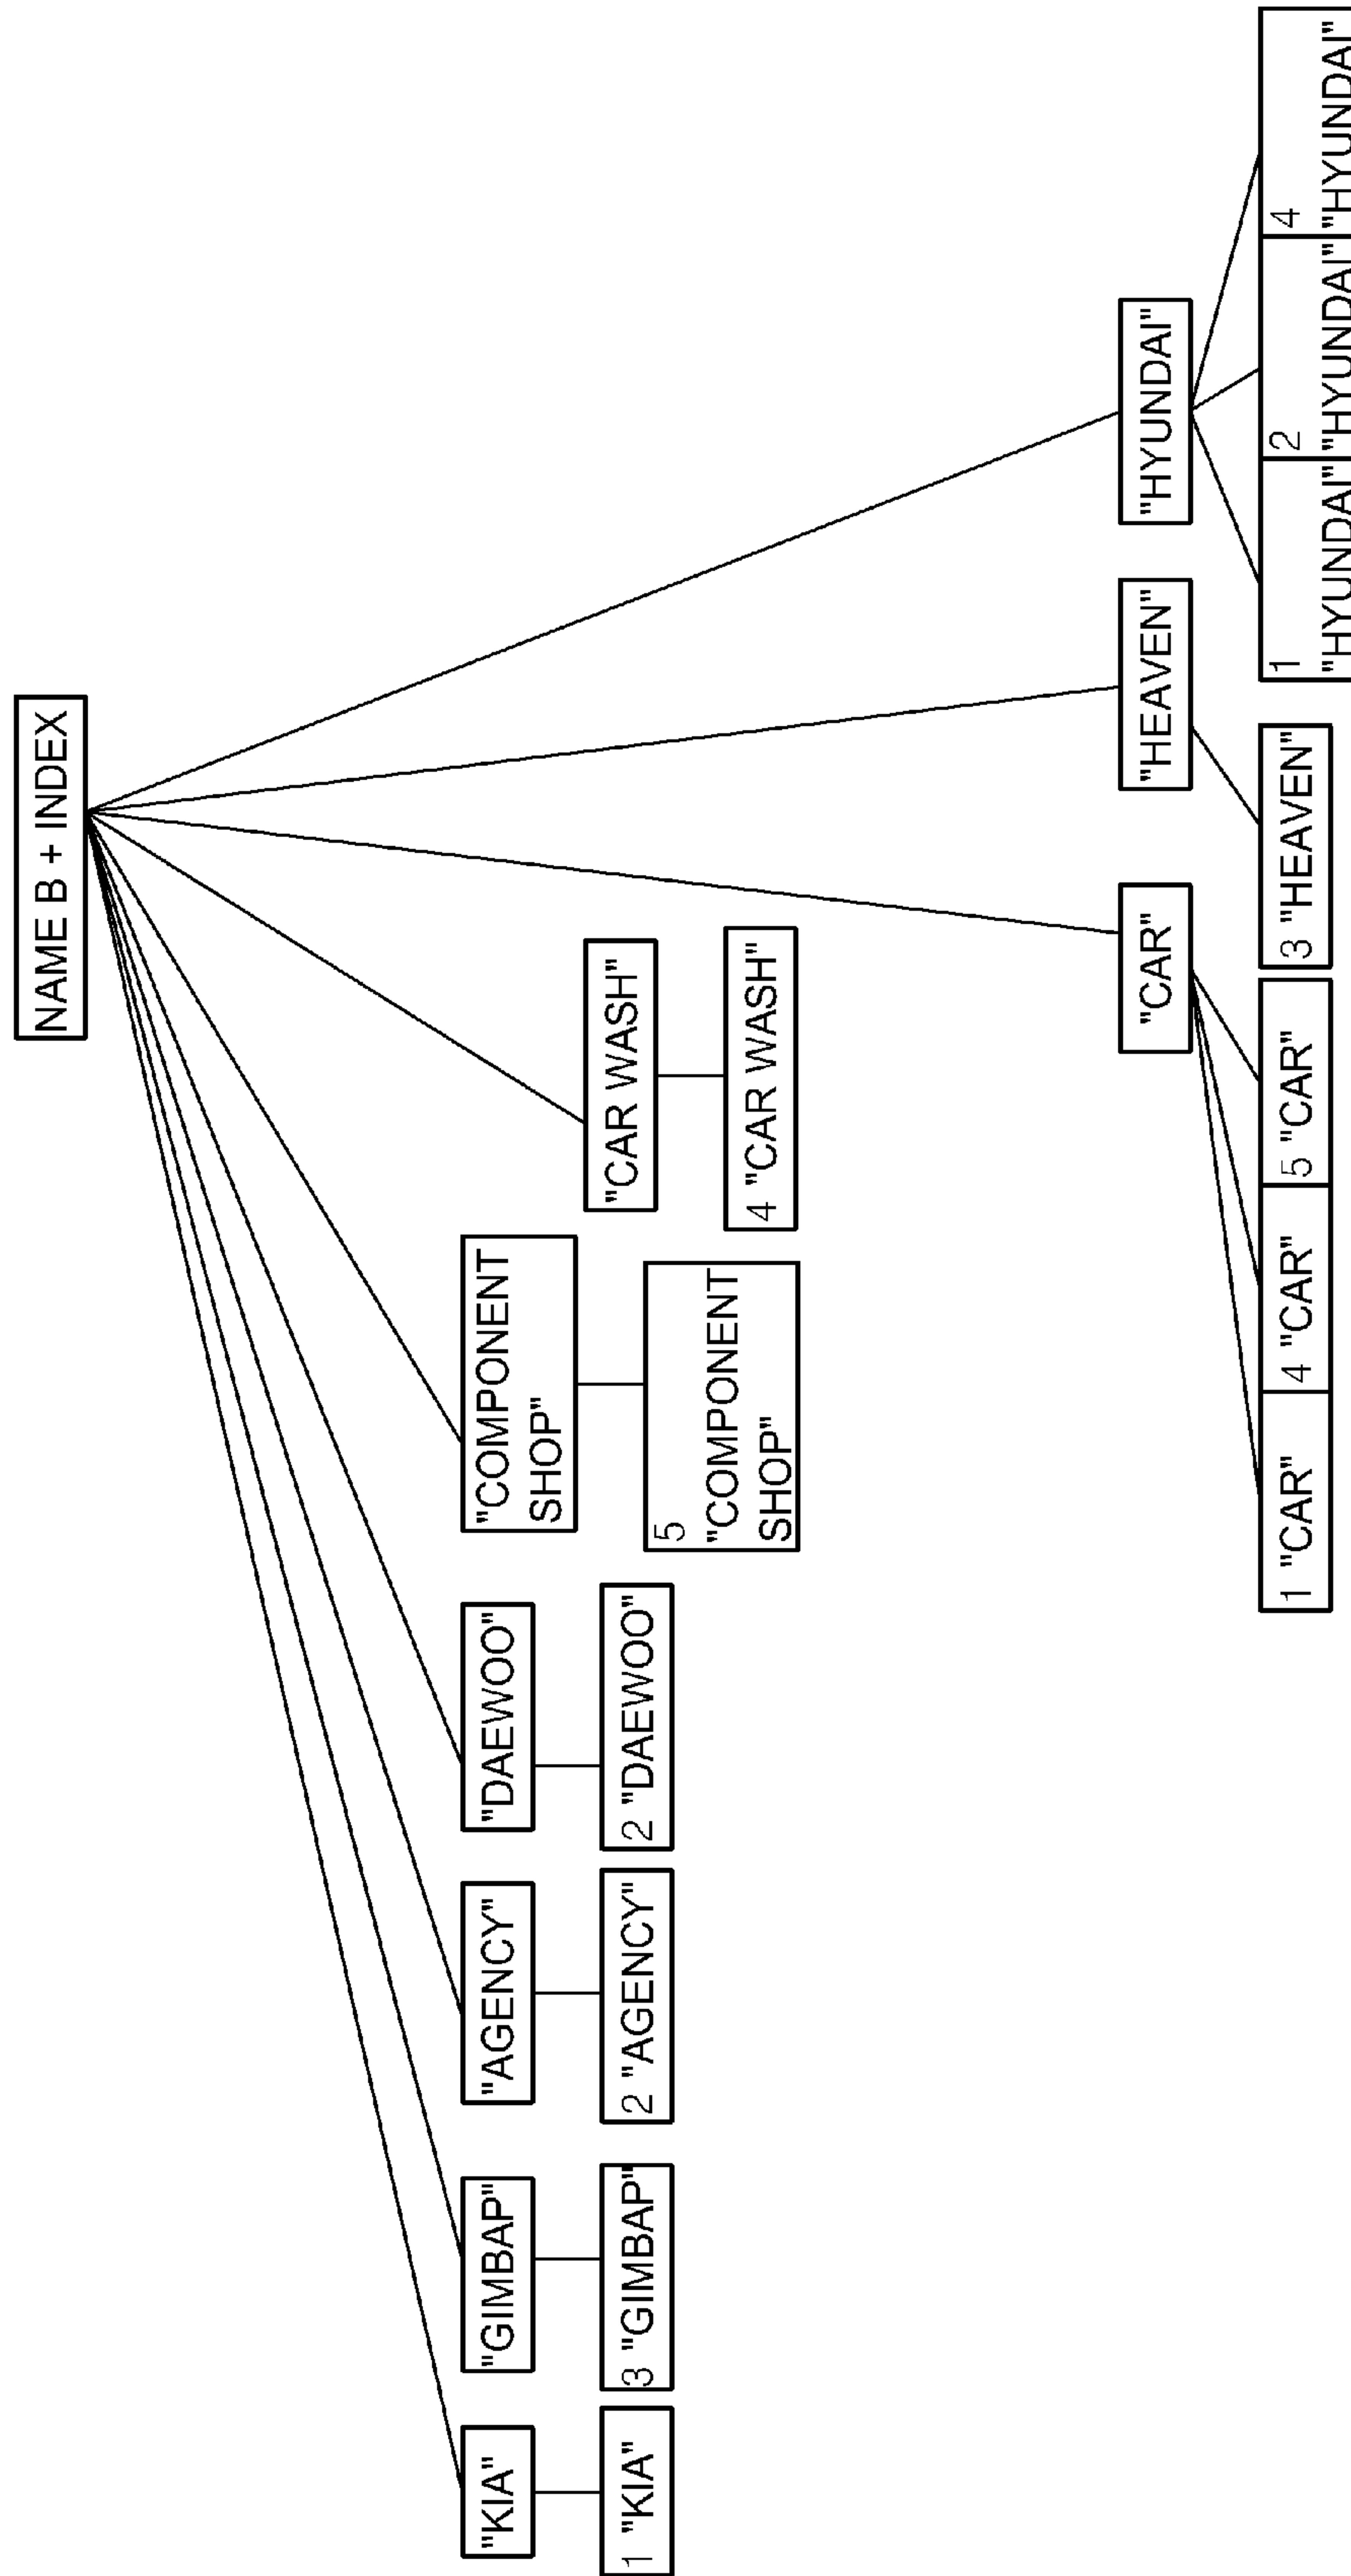 NAME B + INDEX
"KIA"
1 "KIA"
"GIMBAP"
3 "GIMBAP"
"AGENCY"
2 "AGENCY"
"DAEWOO"
2 "DAEWOO"
"COMPONENT
SHOP"
5
"COMPONENT
SHOP"
"CAR WASH"
4 "CAR WASH"
"CAR"
1 "CAR"
4 "CAR"
5 "CAR"
"HEAVEN"
3 "HEAVEN"
"HYUNDAI"
1
"HYUNDAI"
2
"HYUNDAI"
4
"HYUNDAI"